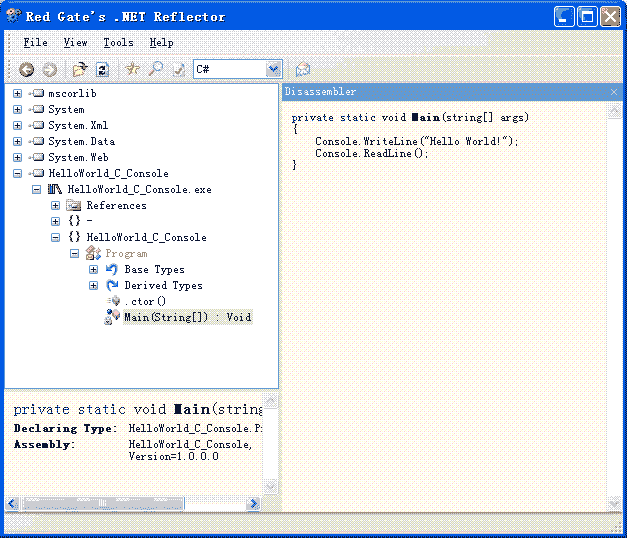 Red Gate's .NET Reflector
File View Tools Help
C#
mscorlib
System
System.Xml
System.Data
System.Web
HelloWorld_C_Console
HelloWorld_C_Console.exe
References
{} -
{} HelloWorld_C_Console
Program
Base Types
Derived Types
.ctor()
Main(String[]) : Void
Disassembler
private static void Main(string[] args)
{
    Console.WriteLine("Hello World!");
    Console.ReadLine();
}
private static void Main(string
Declaring Type: HelloWorld_C_Console.P
Assembly: HelloWorld_C_Console,
Version=1.0.0.0